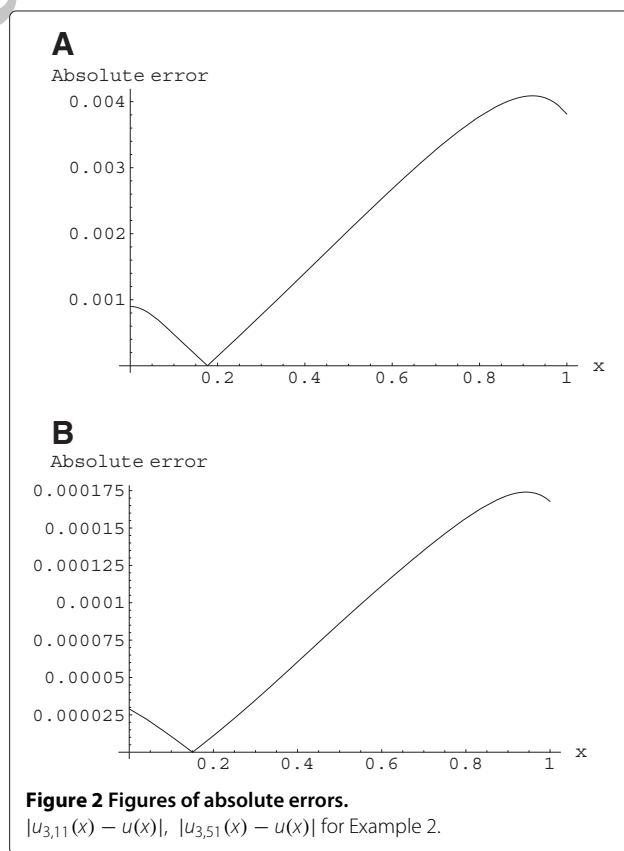 A
Absolute error
0.004
0.003
0.002
0.001
0.2 0.4 0.6 0.8 1 x
B
Absolute error
0.000175
0.00015
0.000125
0.0001
0.000075
0.00005
0.000025
0.2 0.4 0.6 0.8 1 x
Figure 2 Figures of absolute errors.
|u3,11(x) − u(x)|, |u3,51(x) − u(x)| for Example 2.